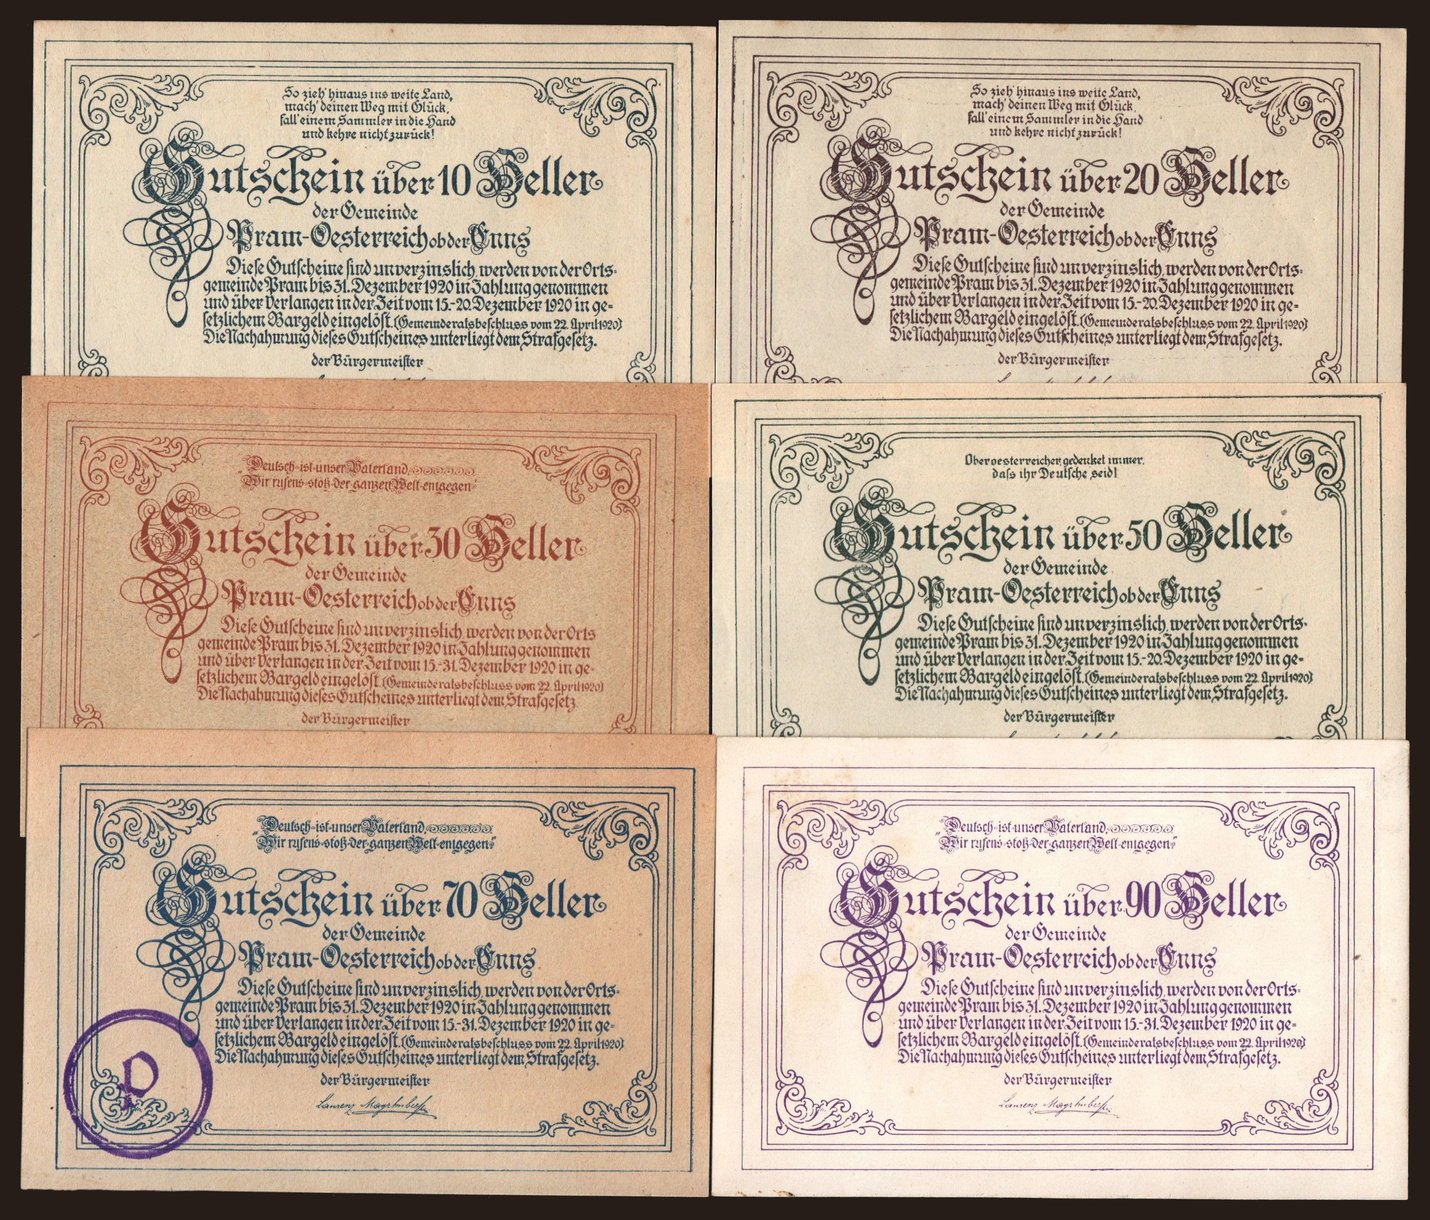 So zieh' hinaus ins weite Land,
mach' deinen Weg mit Glück,
fall' einem Sammler in die Hand
und kehre nicht zurück!
Gutschein über 10 Heller
der Gemeinde
Pram-Oesterreich ob der Enns
Diese Gutscheine sind unverzinslich, werden von der Orts-
gemeinde Pram bis 31. Dezember 1920 in Zahlung genommen
und über Verlangen in der Zeit vom 15.-20. Dezember 1920 in ge-
setzlichem Bargeld eingelöst. (Gemeinderatsbeschluss vom 22. April 1920)
Die Nachahmung dieses Gutscheines unterliegt dem Strafgesetz.
der Bürgermeister
So zieh' hinaus ins weite Land,
mach' deinen Weg mit Glück,
fall' einem Sammler in die Hand
und kehre nicht zurück!
Gutschein über 20 Heller
der Gemeinde
Pram-Oesterreich ob der Enns
Diese Gutscheine sind unverzinslich, werden von der Orts-
gemeinde Pram bis 31. Dezember 1920 in Zahlung genommen
und über Verlangen in der Zeit vom 15.-20. Dezember 1920 in ge-
setzlichem Bargeld eingelöst. (Gemeinderatsbeschluss vom 22. April 1920)
Die Nachahmung dieses Gutscheines unterliegt dem Strafgesetz.
der Bürgermeister
"Deutsch ist unser Vaterland,
Wir rufens stolz der ganzen Welt entgegen"
Gutschein über 30 Heller
der Gemeinde
Pram-Oesterreich ob der Enns
Diese Gutscheine sind unverzinslich, werden von der Orts
gemeinde Pram bis 31. Dezember 1920 in Zahlung genommen
und über Verlangen in der Zeit vom 15.-31. Dezember 1920 in ge-
setzlichem Bargeld eingelöst. (Gemeinderatsbeschluss vom 22. April 1920)
Die Nachahmung dieses Gutscheines unterliegt dem Strafgesetz.
der Bürgermeister
Oberoesterreicher, gedenket immer,
dass ihr Deutsche seid!
Gutschein über 50 Heller
der Gemeinde
Pram-Oesterreich ob der Enns
Diese Gutscheine sind unverzinslich, werden von der Orts-
gemeinde Pram bis 31. Dezember 1920 in Zahlung genommen
und über Verlangen in der Zeit vom 15.-20. Dezember 1920 in ge-
setzlichem Bargeld eingelöst. (Gemeinderatsbeschluss vom 22. April 1920)
Die Nachahmung dieses Gutscheines unterliegt dem Strafgesetz.
der Bürgermeister
"Deutsch ist unser Vaterland,
Wir rufens stolz der ganzen Welt entgegen"
Gutschein über 70 Heller
der Gemeinde
Pram-Oesterreich ob der Enns
Diese Gutscheine sind unverzinslich, werden von der Orts-
gemeinde Pram bis 31. Dezember 1920 in Zahlung genommen
und über Verlangen in der Zeit vom 15.-31. Dezember 1920 in ge-
setzlichem Bargeld eingelöst. (Gemeinderatsbeschluss vom 22. April 1920)
Die Nachahmung dieses Gutscheines unterliegt dem Strafgesetz.
der Bürgermeister
Laurenz Mayrhuber
"Deutsch ist unser Vaterland,
Wir rufens stolz der ganzen Welt entgegen"
Gutschein über 90 Heller
der Gemeinde
Pram-Oesterreich ob der Enns
Diese Gutscheine sind unverzinslich, werden von der Orts-
gemeinde Pram bis 31. Dezember 1920 in Zahlung genommen
und über Verlangen in der Zeit vom 15.-31. Dezember 1920 in ge-
setzlichem Bargeld eingelöst. (Gemeinderatsbeschluss vom 22. April 1920)
Die Nachahmung dieses Gutscheines unterliegt dem Strafgesetz.
der Bürgermeister
Laurenz Mayrhuber